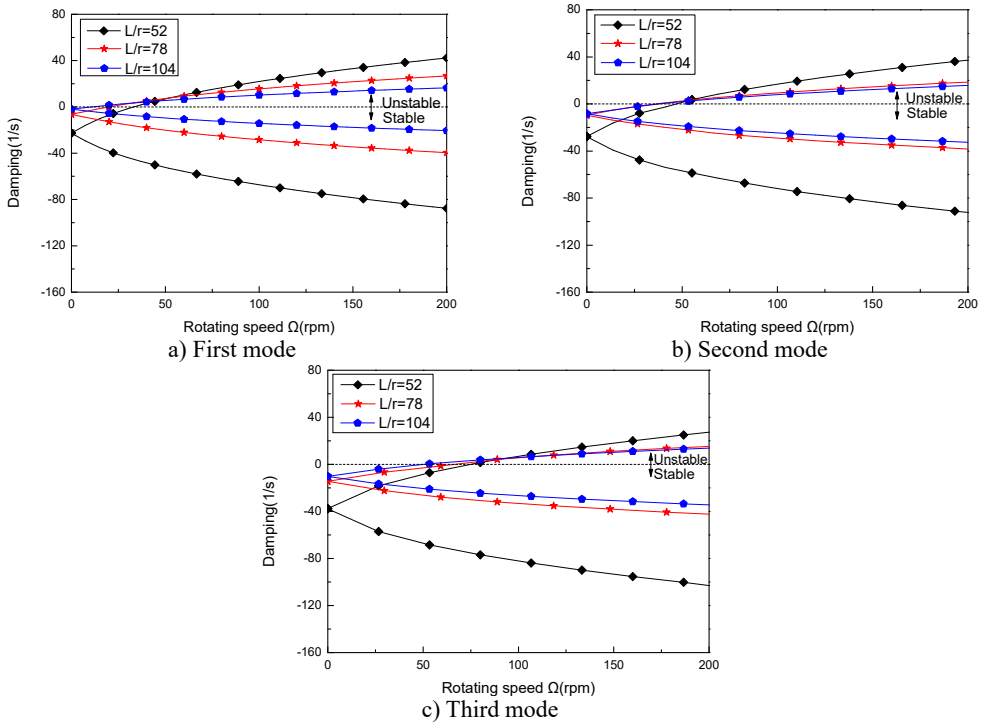 80
40
0
-40
-80
-120
-160
Damping(1/s)
L/r=52
L/r=78
L/r=104
Unstable
Stable
0 50 100 150 200
Rotating speed Ω(rpm)
a) First mode
80
40
0
-40
-80
-120
-160
Damping(1/s)
L/r=52
L/r=78
L/r=104
Unstable
Stable
0 50 100 150 200
Rotating speed Ω(rpm)
b) Second mode
80
40
0
-40
-80
-120
-160
Damping(1/s)
L/r=52
L/r=78
L/r=104
Unstable
Stable
0 50 100 150 200
Rotating speed Ω(rpm)
c) Third mode